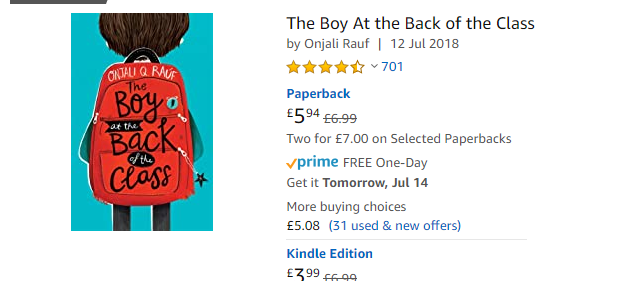 ONJALI Q RAUF
The
Boy
at the
Back
of the
Class
The Boy At the Back of the Class
by Onjali Rauf | 12 Jul 2018
701
Paperback
£5.94 £6.99
Two for £7.00 on Selected Paperbacks
prime FREE One-Day
Get it Tomorrow, Jul 14
More buying choices
£5.08 (31 used & new offers)
Kindle Edition
£3.99 £6.99